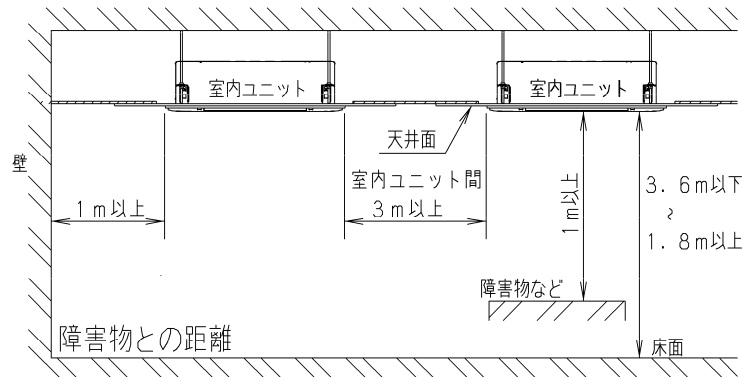 室内ユニット
室内ユニット
天井面
壁
室内ユニット間
1m以上
3m以上
1m以上
3.6m以下
~
1.8m以上
障害物など
障害物との距離
床面